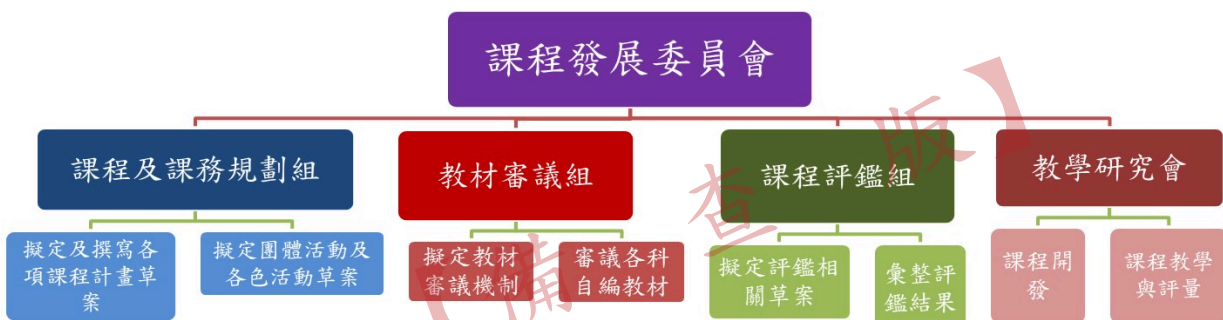 課程發展委員會
課程及課務規劃組
教材審議組
課程評鑑組
教學研究會
擬定及撰寫各
項課程計畫草
案
擬定團體活動及
各色活動草案
擬定教材
審議機制
審議各科
自編教材
擬定評鑑相
關草案
彙整評
鑑結果
課程開
發
課程教學
與評量
【備查版】